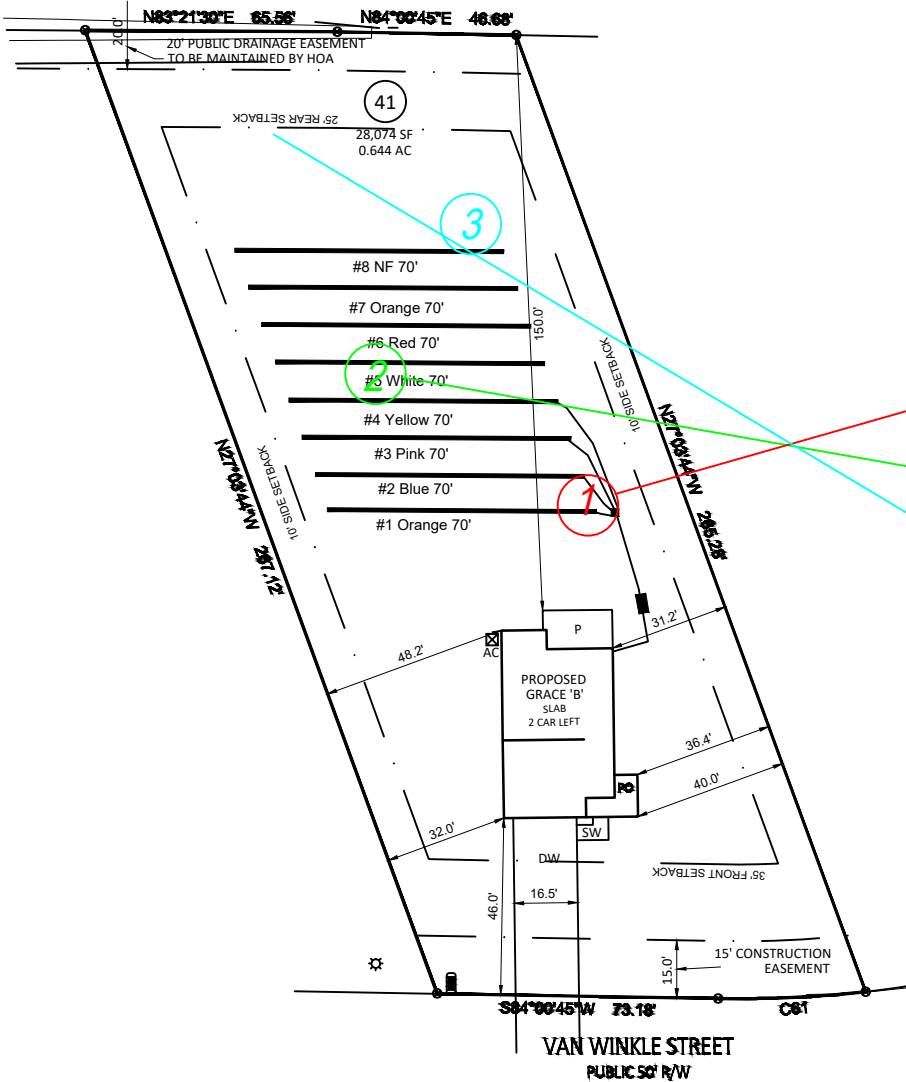 N83°21'30"E 65.56' N84°00'45"E 46.68'
20.0'
20' PUBLIC DRAINAGE EASEMENT
TO BE MAINTAINED BY HOA
41
25' REAR SETBACK
28,074 SF
0.644 AC
3
#8 NF 70'
#7 Orange 70'
150.0'
#6 Red 70'
2
#5 White 70'
10' SIDE SETBACK
#4 Yellow 70'
#3 Pink 70'
N27°03'44"W
10' SIDE SETBACK
N27°03'44"W
#2 Blue 70'
1
#1 Orange 70'
267.12'
265.28'
P
31.2'
AC
48.2'
PROPOSED
GRACE 'B'
SLAB
2 CAR LEFT
36.4'
PO
40.0'
32.0'
SW
DW
35' FRONT SETBACK
46.0'
16.5'
15' CONSTRUCTION
EASEMENT
15.0'
S84°00'45"W 73.18' C61
VAN WINKLE STREET
PUBLIC 50' R/W